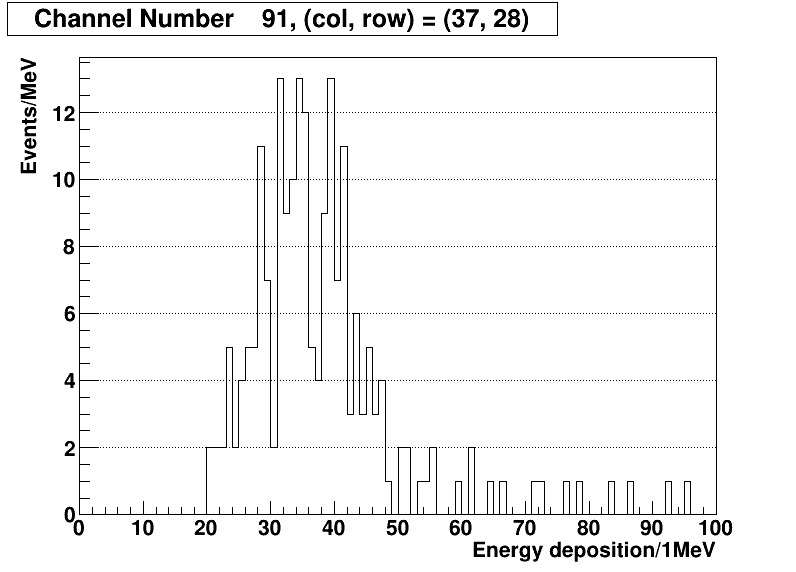 Channel Number 91, (col, row) = (37, 28)
Events/MeV
12
10
8
6
4
2
0
0 10 20 30 40 50 60 70 80 90 100
Energy deposition/1MeV